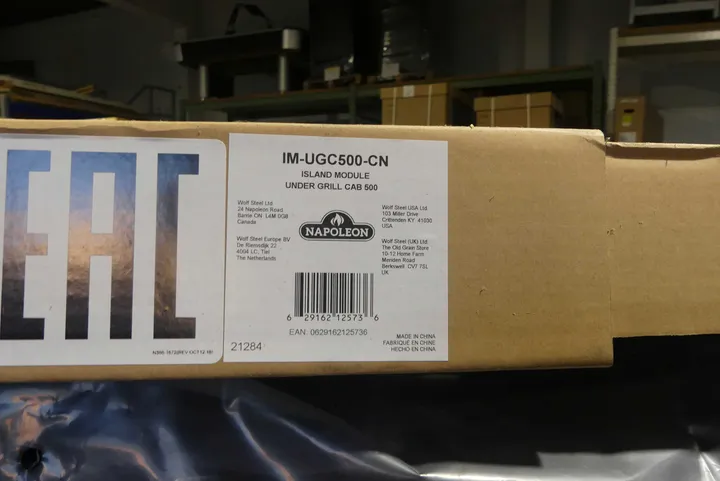 EAC
IM-UGC500-CN
ISLAND MODULE
UNDER GRILL CAB 500
Wolf Steel Ltd
24 Napoleon Road
Barrie ON L4M 0G8
Canada
Wolf Steel Europe BV
De Riemsdijk 22
4004 LC, Tiel
The Netherlands
NAPOLEON
Wolf Steel USA Ltd
103 Miller Drive
Crittenden KY 41030
USA
Wolf Steel (UK) Ltd
The Old Grain Store
10-12 Home Farm
Meriden Road
Berkswell CV7 7SL
UK
6 29162 12573 6
EAN: 0629162125736
21284
MADE IN CHINA
FABRIQUÉ EN CHINE
HECHO EN CHINA